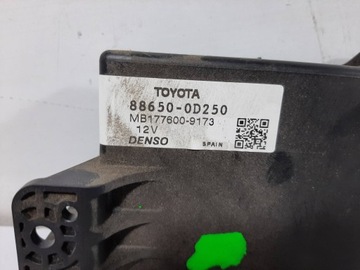 TOYOTA
88650-0D250
MB177600-9173
12V
DENSO SPAIN